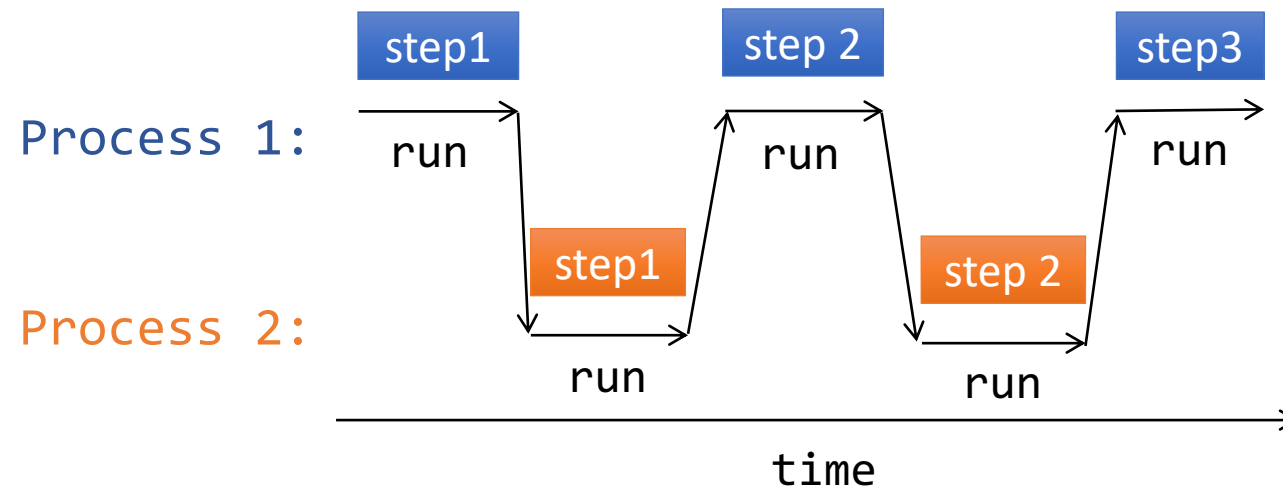 step1 step 2 step3
Process 1:
run run run
step1 step 2
Process 2:
run run
time